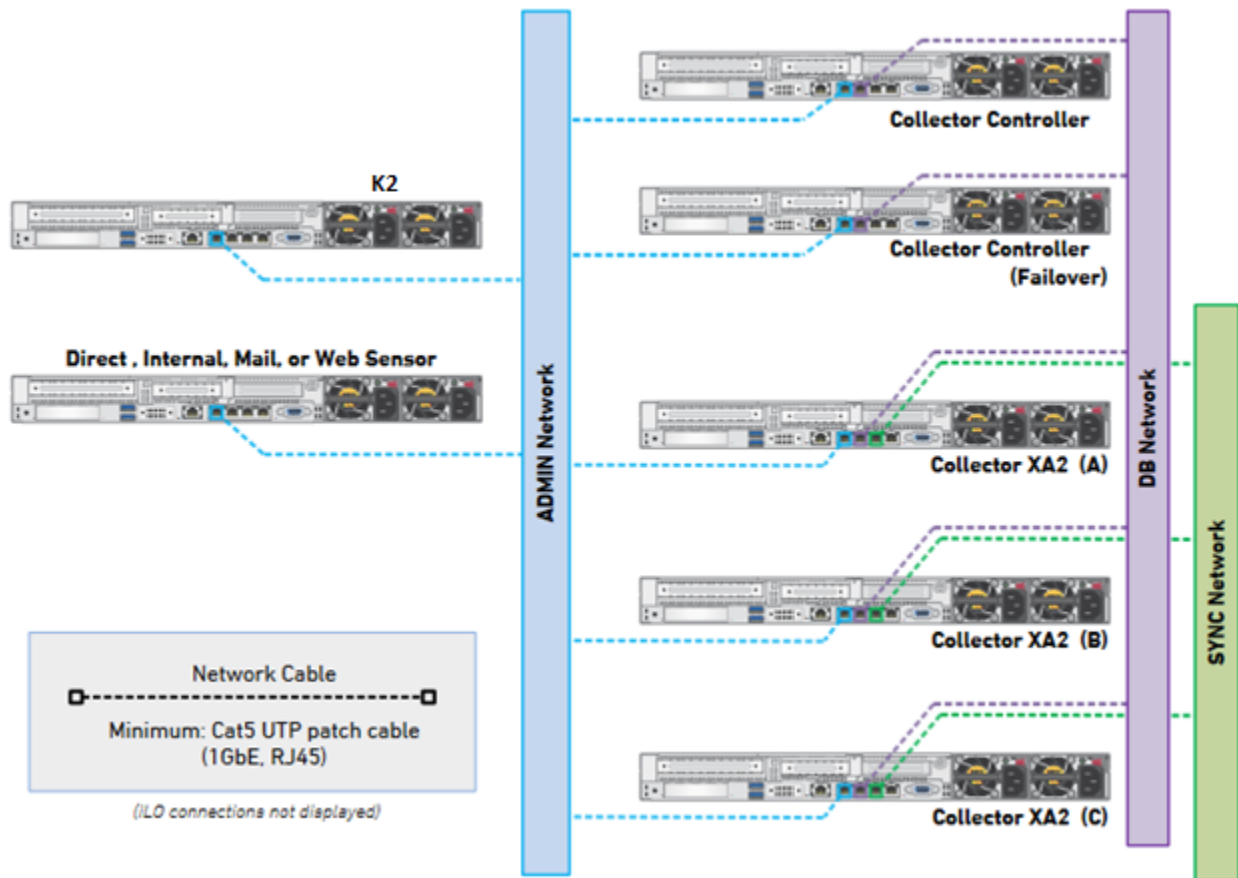 K2
Direct , Internal, Mail, or Web Sensor
Network Cable
Minimum: Cat5 UTP patch cable
(1GbE, RJ45)
(iLO connections not displayed)
ADMIN Network
Collector Controller
Collector Controller
(Failover)
Collector XA2 (A)
Collector XA2 (B)
Collector XA2 (C)
DB Network
SYNC Network